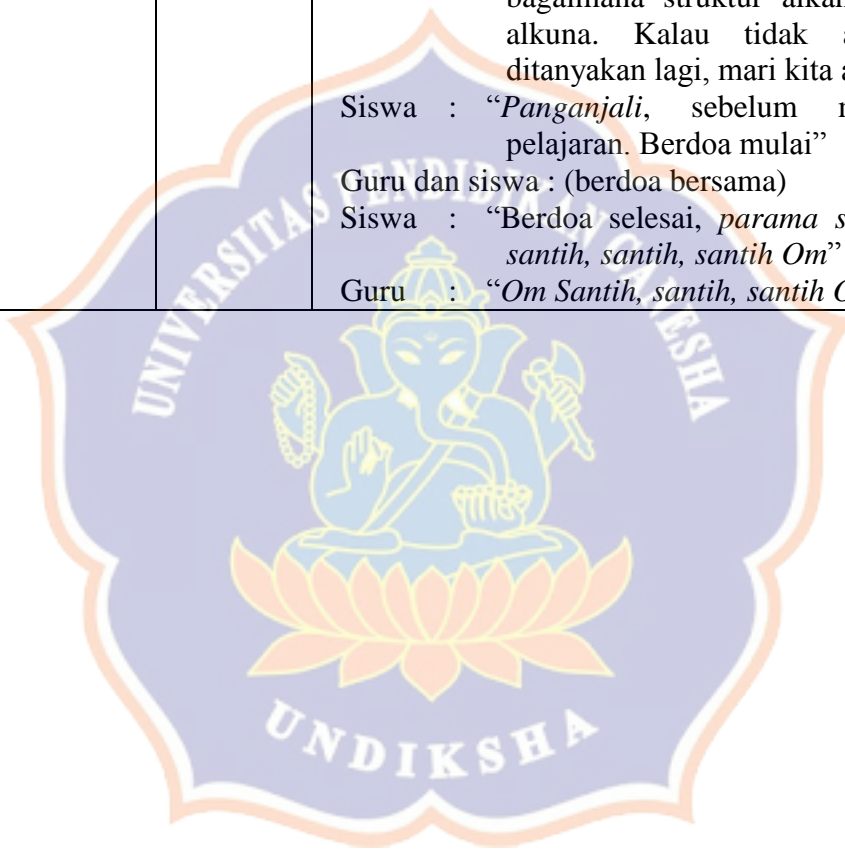 bagaimana struktur
alkuna. Kalau tidak
ditanyakan lagi, mari kita
Siswa : “Panganjali, sebelum
pelajaran. Berdoa mulai”
Guru dan siswa : (berdoa bersama)
Siswa : “Berdoa selesai, parama
santih, santih, santih Om”
Guru : “Om Santih, santih, santih
UNIVERSITAS PENDIDIKAN GANESHA
UNDIKSHA